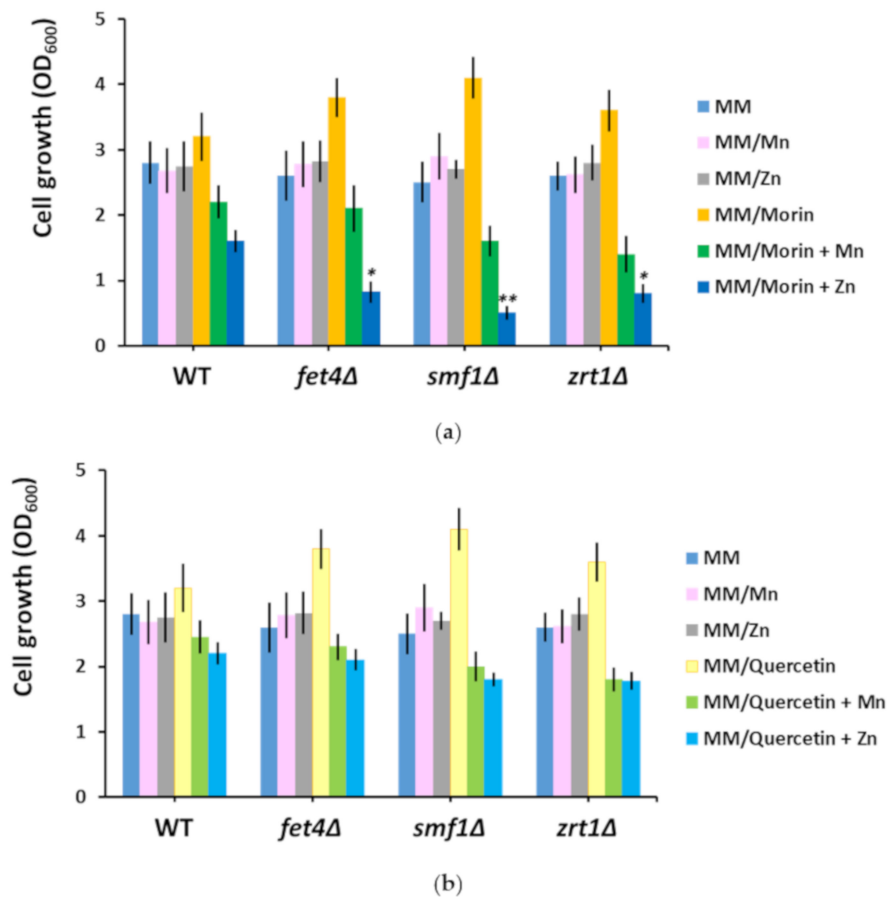 Cell growth (OD600)
5
4
3
2
1
0
* ** *
WT fet4Δ smf1Δ zrt1Δ
MM
MM/Mn
MM/Zn
MM/Morin
MM/Morin + Mn
MM/Morin + Zn
(a)
Cell growth (OD600)
5
4
3
2
1
0
WT fet4Δ smf1Δ zrt1Δ
MM
MM/Mn
MM/Zn
MM/Quercetin
MM/Quercetin + Mn
MM/Quercetin + Zn
(b)